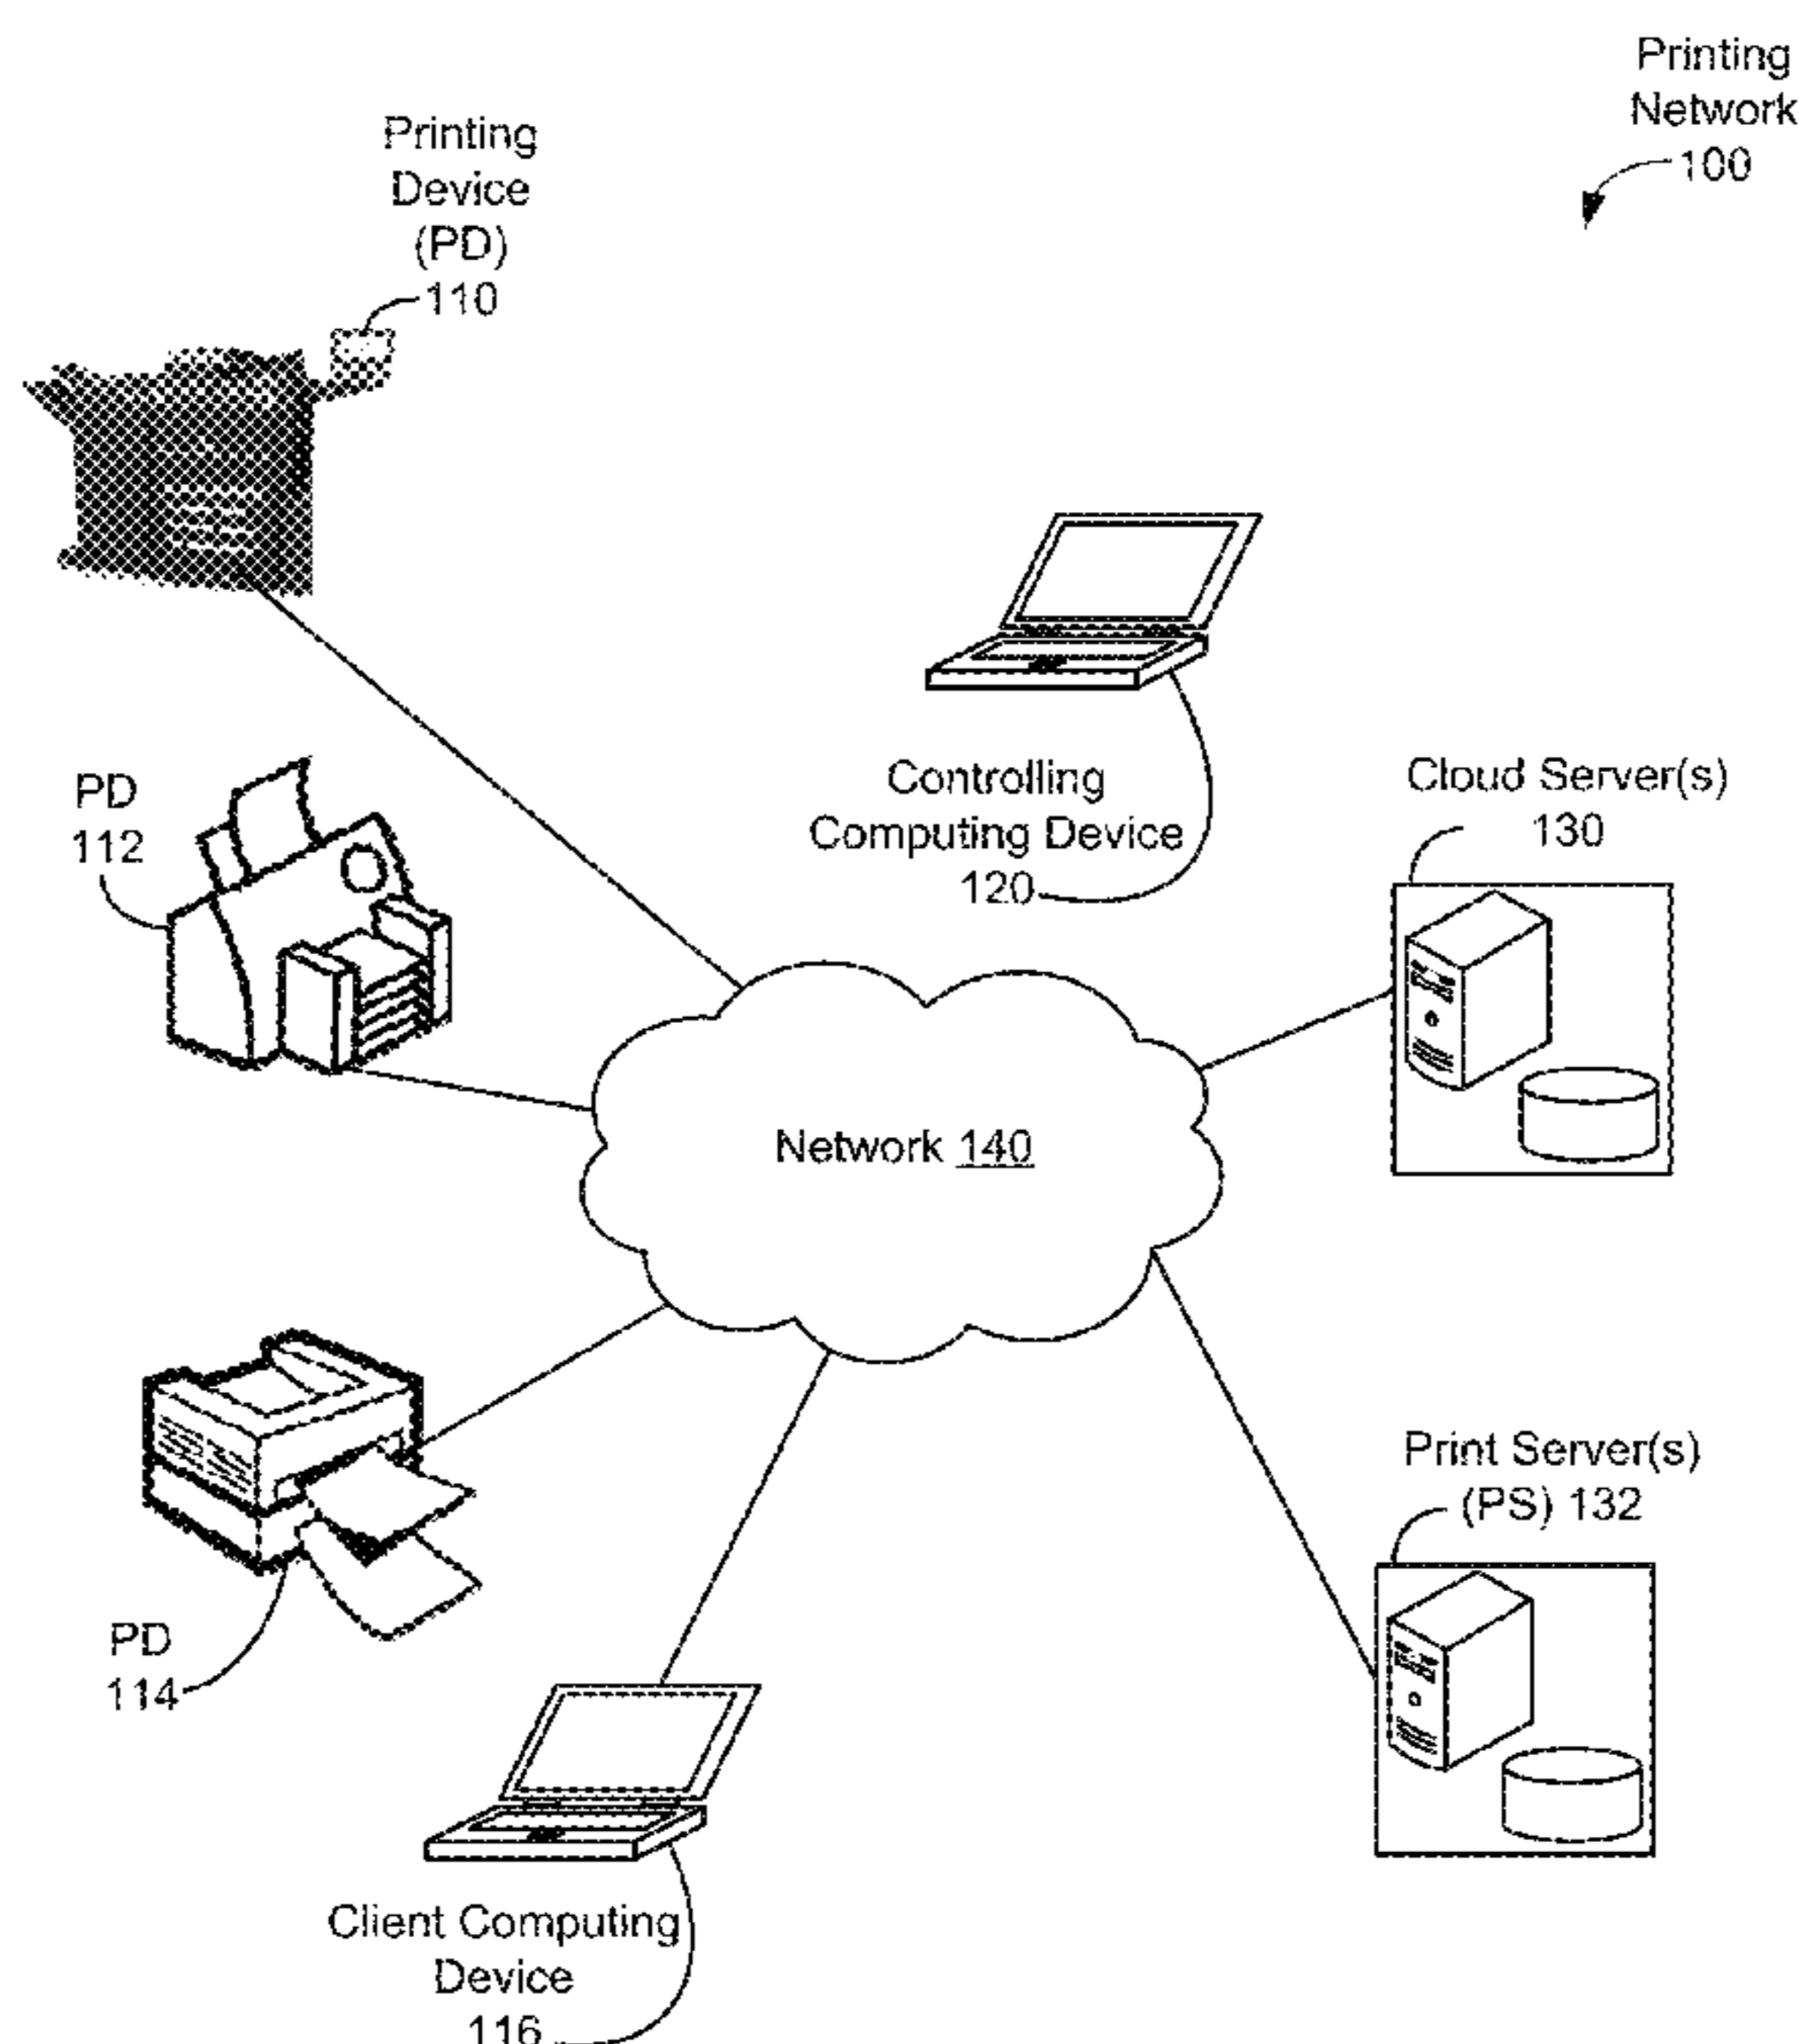 Printing
Network
100
Printing
Device
(PD)
110
Controlling
Computing Device
120
PD
112
Cloud Server(s)
130
Network 140
Print Server(s)
(PS) 132
PD
114
Client Computing
Device
116